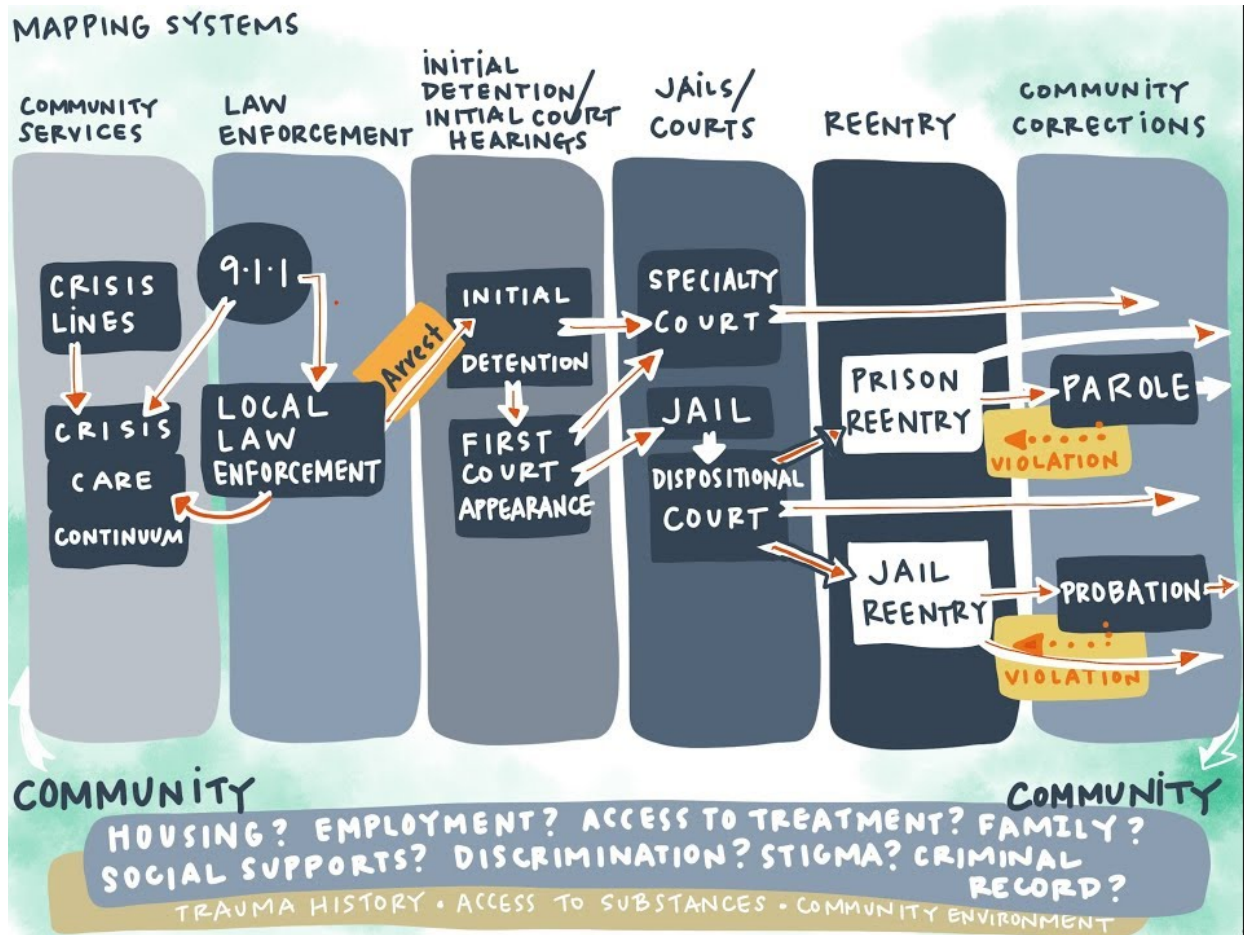 MAPPING SYSTEMS
COMMUNITY
SERVICES
LAW
ENFORCEMENT
INITIAL
DETENTION/
INITIAL COURT
HEARINGS
JAILS/
COURTS
REENTRY
COMMUNITY
CORRECTIONS
CRISIS
LINES
CRISIS
CARE
CONTINUUM
9·1·1
LOCAL
LAW
ENFORCEMENT
Arrest
INITIAL
DETENTION
FIRST
COURT
APPEARANCE
SPECIALTY
COURT
JAIL
DISPOSITIONAL
COURT
PRISON
REENTRY
JAIL
REENTRY
PAROLE
VIOLATION
PROBATION
VIOLATION
COMMUNITY
COMMUNITY
HOUSING? EMPLOYMENT? ACCESS TO TREATMENT? FAMILY?
SOCIAL SUPPORTS? DISCRIMINATION? STIGMA? CRIMINAL
RECORD?
TRAUMA HISTORY • ACCESS TO SUBSTANCES • COMMUNITY ENVIRONMENT